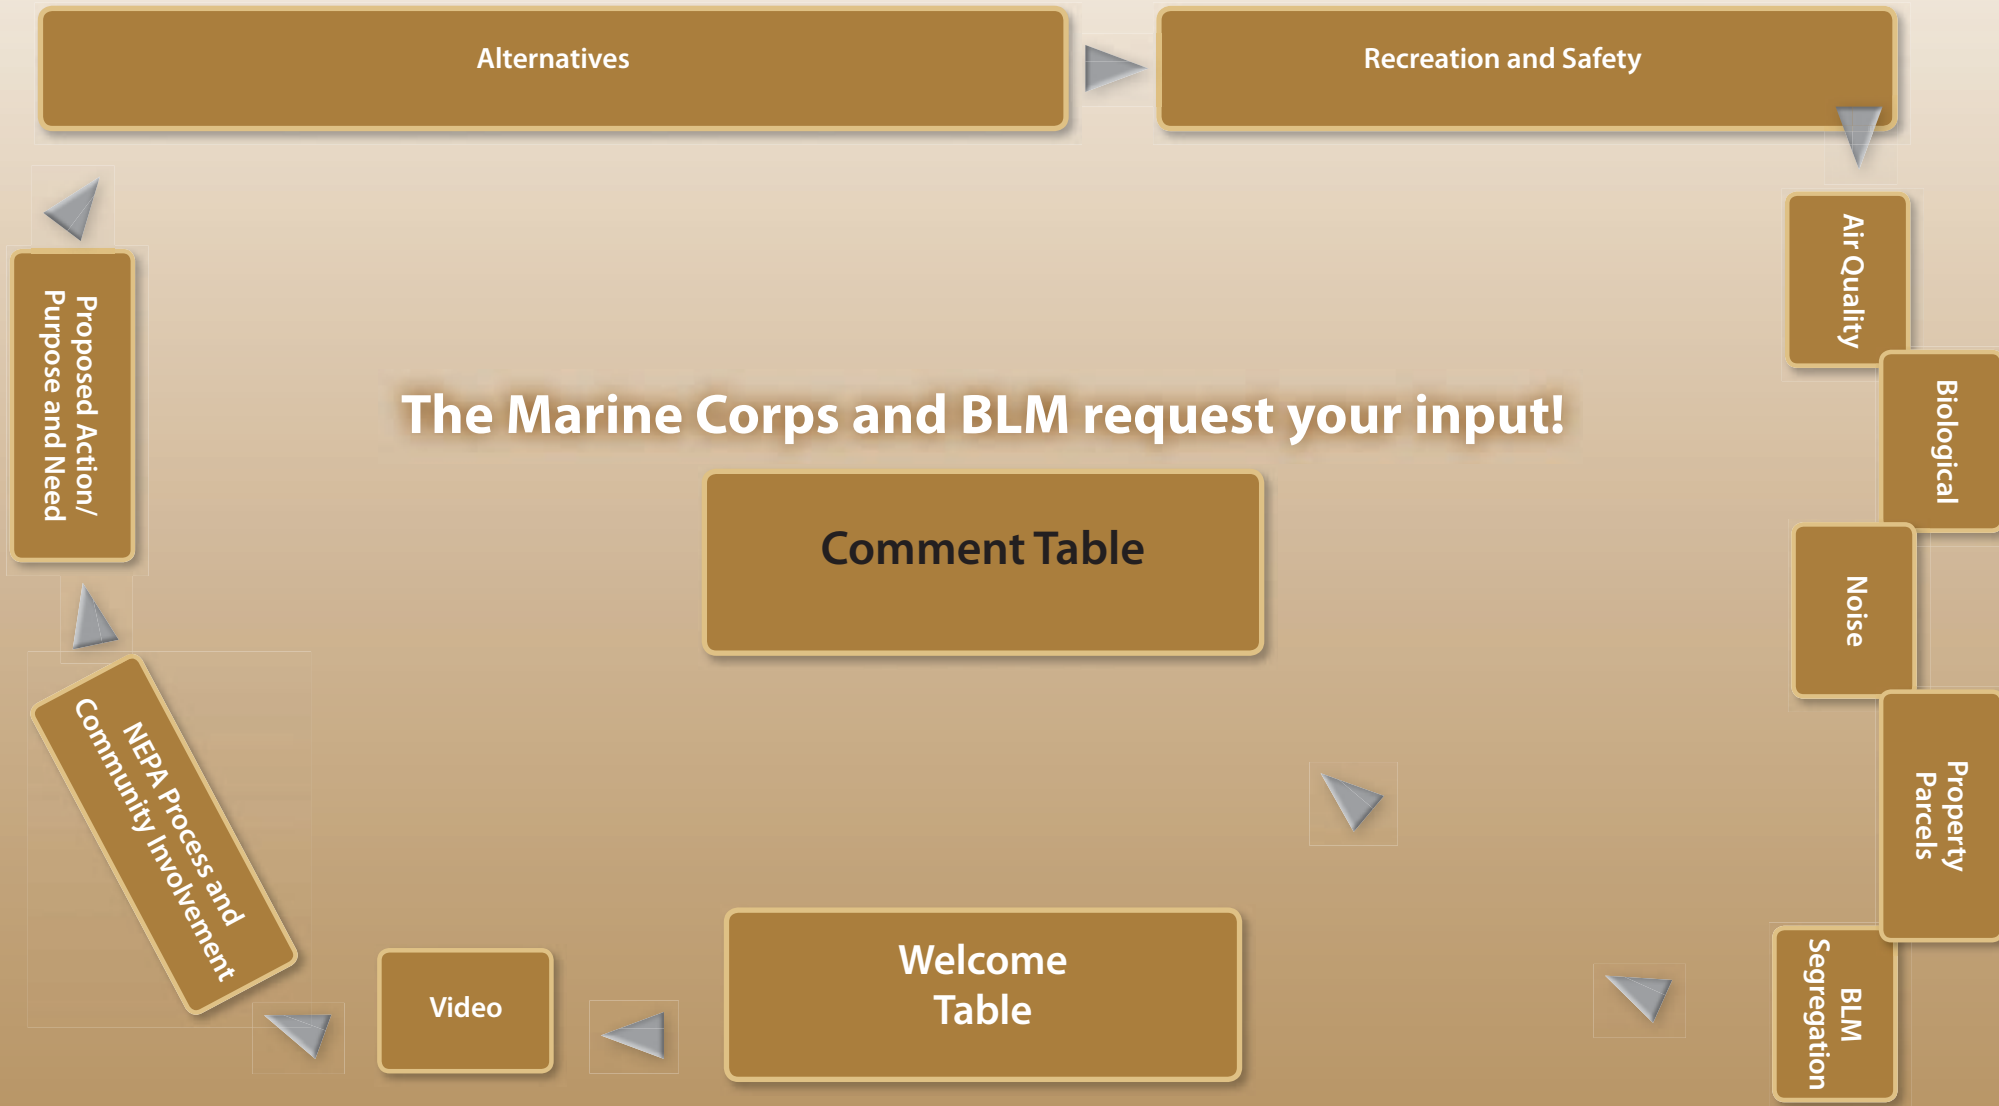 Alternatives
Recreation and Safety
Air Quality
Biological
Noise
Property
Parcels
BLM
Segregation
The Marine Corps and BLM request your input!
Comment Table
Proposed Action/
Purpose and Need
NEPA Process and
Community Involvement
Video
Welcome
Table